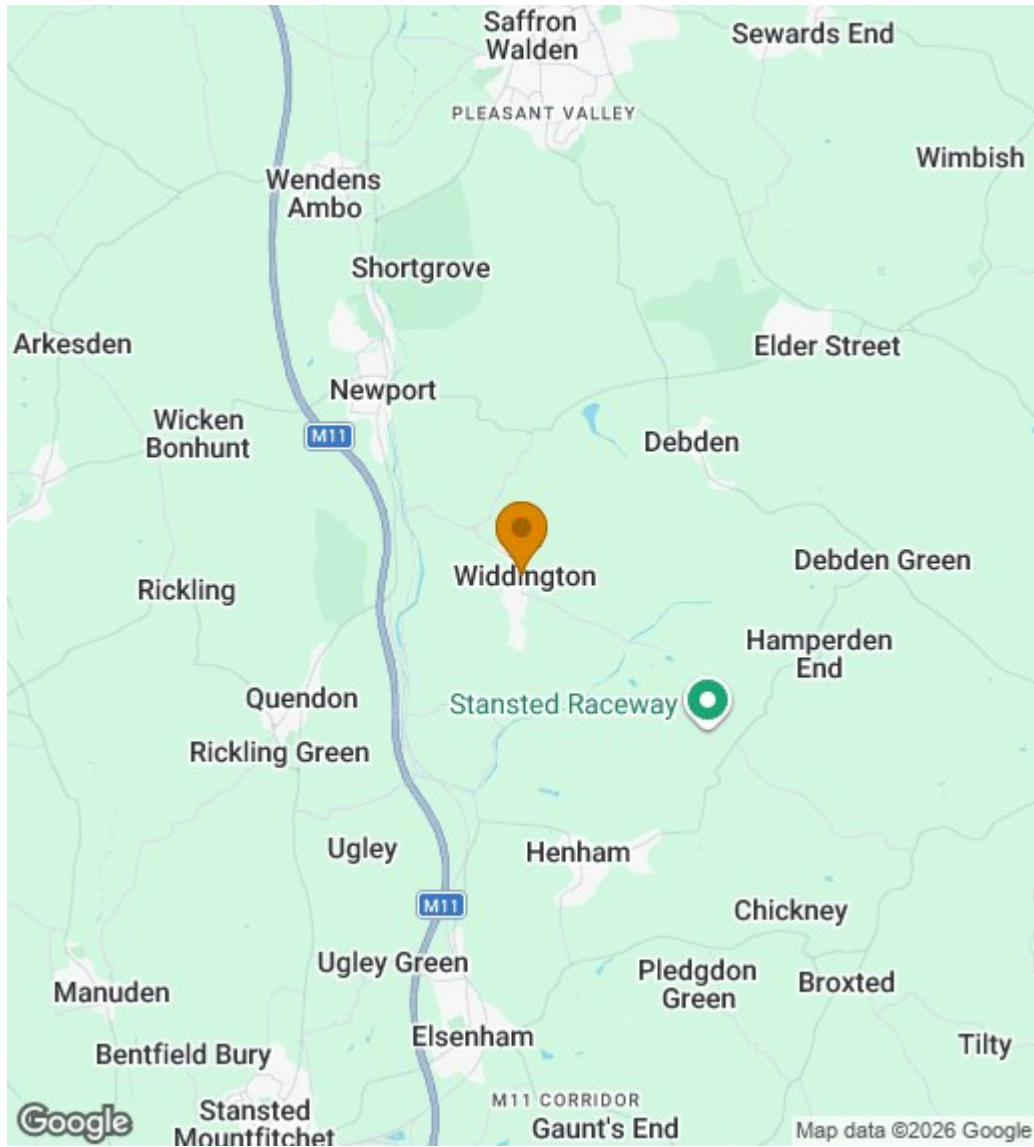 Saffron
Walden
Sewards End
PLEASANT VALLEY
Wimbish
Wendens
Ambo
Shortgrove
Arkesden
Elder Street
Newport
Wicken
Bonhunt
M11
Debden
Widdington
Debden Green
Rickling
Hamperden
End
Quendon
Stansted Raceway
Rickling Green
Ugley
Henham
M11
Chickney
Ugley Green
Pledgdon
Green
Broxted
Manuden
Elsenham
Tilty
Bentfield Bury
M11 CORRIDOR
Stansted
Mountfitchet
Gaunt's End
Google
Map data ©2026 Google